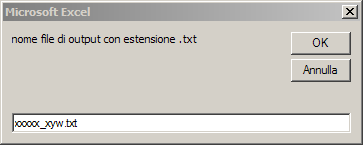 Microsoft Excel
nome file di output con estensione .txt
OK
Annulla
xxxxx_xyw.txt